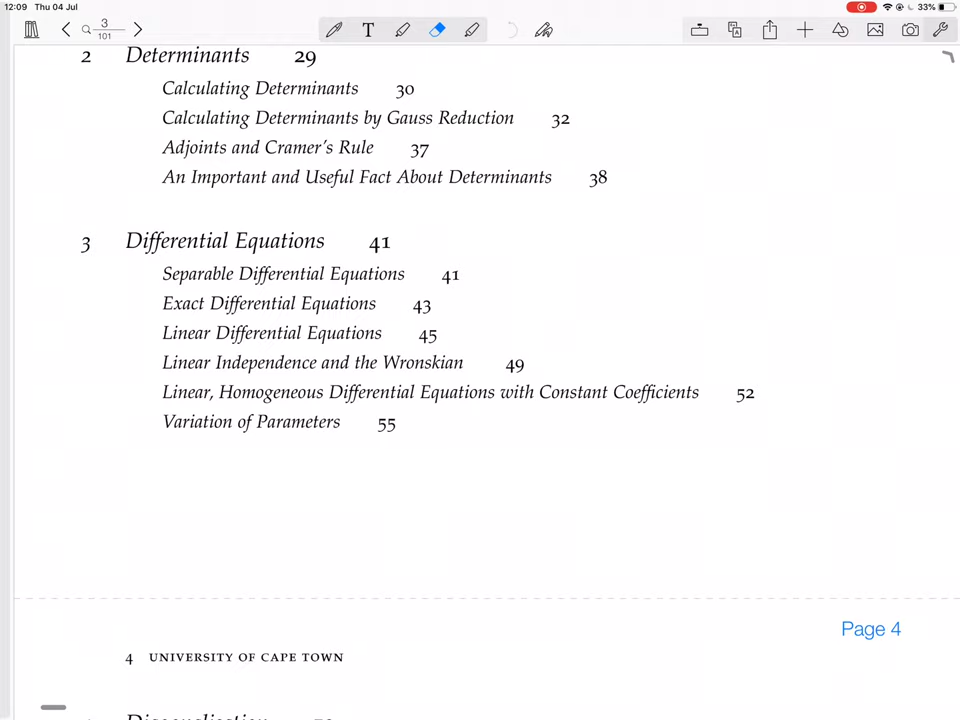 12:09 Thu 04 Jul
33%
3
101
T
2 Determinants 29
Calculating Determinants 30
Calculating Determinants by Gauss Reduction 32
Adjoints and Cramer's Rule 37
An Important and Useful Fact About Determinants 38
3 Differential Equations 41
Separable Differential Equations 41
Exact Differential Equations 43
Linear Differential Equations 45
Linear Independence and the Wronskian 49
Linear, Homogeneous Differential Equations with Constant Coefficients 52
Variation of Parameters 55
Page 4
4 UNIVERSITY OF CAPE TOWN